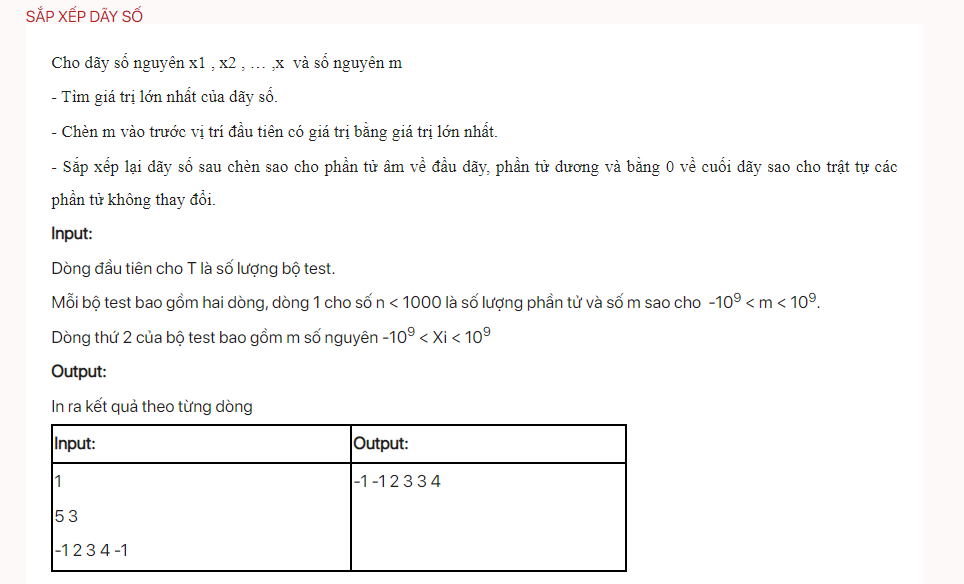 SẮP XẾP DÃY SỐ
Cho dãy số nguyên x1 , x2 , … ,x và số nguyên m
- Tìm giá trị lớn nhất của dãy số.
- Chèn m vào trước vị trí đầu tiên có giá trị bằng giá trị lớn nhất.
- Sắp xếp lại dãy số sau chèn sao cho phần tử âm về đầu dãy, phần tử dương và bằng 0 về cuối dãy sao cho trật tự các
phần tử không thay đổi.
Input:
Dòng đầu tiên cho T là số lượng bộ test.
Mỗi bộ test bao gồm hai dòng, dòng 1 cho số n < 1000 là số lượng phần tử và số m sao cho -10⁹ < m < 10⁹.
Dòng thứ 2 của bộ test bao gồm m số nguyên -10⁹ < Xi < 10⁹
Output:
In ra kết quả theo từng dòng
Input: Output:
1 -1 -1 2 3 3 4
5 3
-1 2 3 4 -1